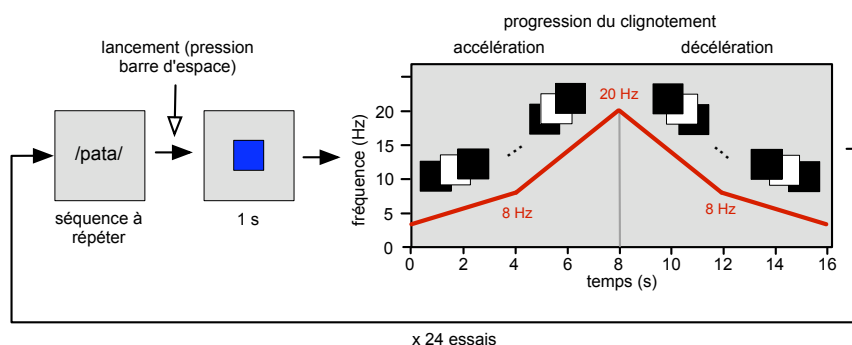 progression du clignotement
lancement (pression
barre d'espace)
accélération
décélération
/pata/
séquence à
répéter
1 s
fréquence (Hz)
20
15
10
5
0
20 Hz
8 Hz
8 Hz
0 2 4 6 8 10 12 14 16
temps (s)
x 24 essais